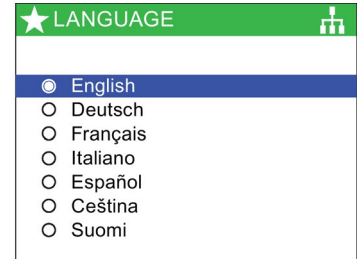 LANGUAGE
English
Deutsch
Français
Italiano
Español
Ceština
Suomi